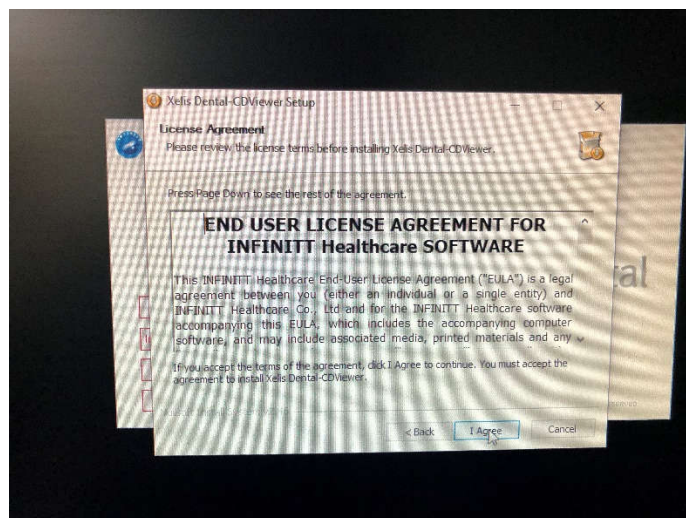 Xelis Dental-CDViewer Setup
License Agreement
Please review the license terms before installing Xelis Dental-CDViewer.
Press Page Down to see the rest of the agreement.
END USER LICENSE AGREEMENT FOR
INFINITT Healthcare SOFTWARE
This INFINITT Healthcare End-User License Agreement ("EULA") is a legal
agreement between you (either an individual or a single entity) and
INFINITT Healthcare Co., Ltd and for the INFINITT Healthcare software
accompanying this EULA, which includes the accompanying computer
software, and may include associated media, printed materials and any
If you accept the terms of the agreement, click I Agree to continue. You must accept the
agreement to install Xelis Dental-CDViewer.
< Back
I Agree
Cancel
tal